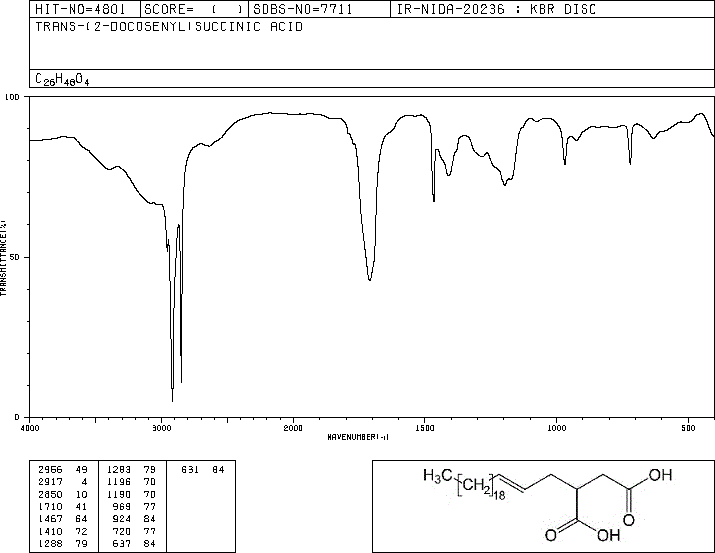 HIT-NO=4801 SCORE= ( ) SDBS-NO=7711 IR-NIDA-20236 : KBR DISC
TRANS-(2-DOCOSENYL)SUCCINIC ACID
C26H48O4
100
50
0
TRANSMITTANCE(%)
4000 3000 2000 1500 1000 500
WAVENUMBER(-1)
2956 49 1283 79 631 84
2917 4 1196 70
2850 10 1190 70
1710 41 969 77
1467 64 924 84
1410 72 720 77
1288 79 637 84
H3C [CH2]18 OH
O
O OH